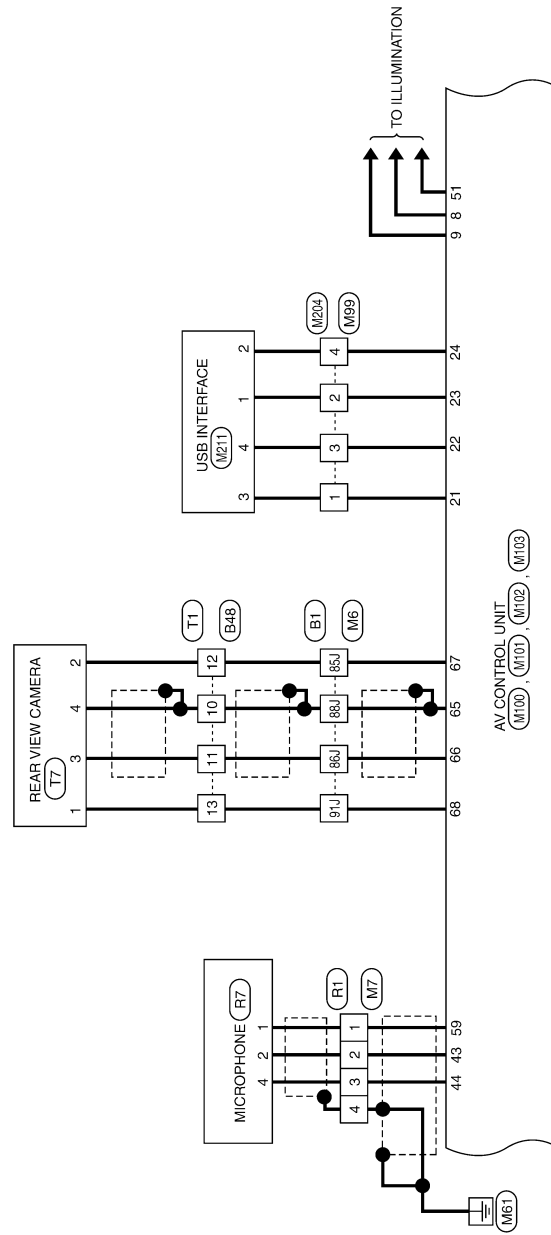 MICROPHONE R7
4 2 1
4 3 2 1
R1
M7
44 43 59
M61
REAR VIEW CAMERA
T7
1 3 4 2
13 11 10 12
T1
B48
91J 86J 88J 85J
B1
M6
68 66 65 67
USB INTERFACE
M211
3 4 1 2
1 3 2 4
M204
M99
21 22 23 24
TO ILLUMINATION
9 8 51
AV CONTROL UNIT
M100 , M101 , M102 , M103